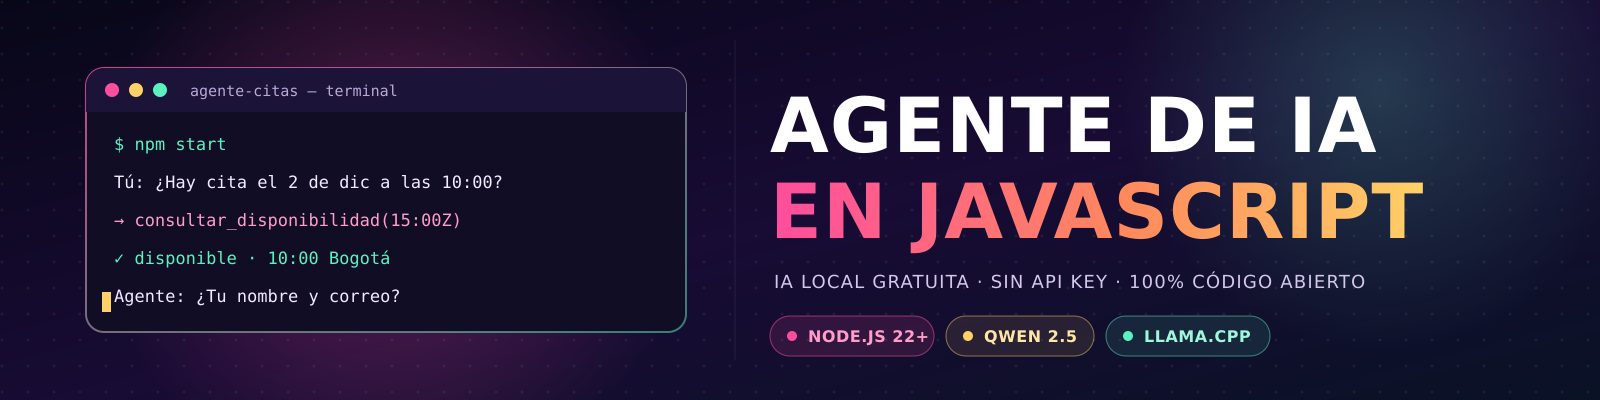 agente-citas — terminal
$ npm start
Tú: ¿Hay cita el 2 de dic a las 10:00?
→ consultar_disponibilidad(15:00Z)
✓ disponible · 10:00 Bogotá
Agente: ¿Tu nombre y correo?
AGENTE DE IA
EN JAVASCRIPT
IA LOCAL GRATUITA · SIN API KEY · 100% CÓDIGO ABIERTO
NODE.JS 22+
QWEN 2.5
LLAMA.CPP